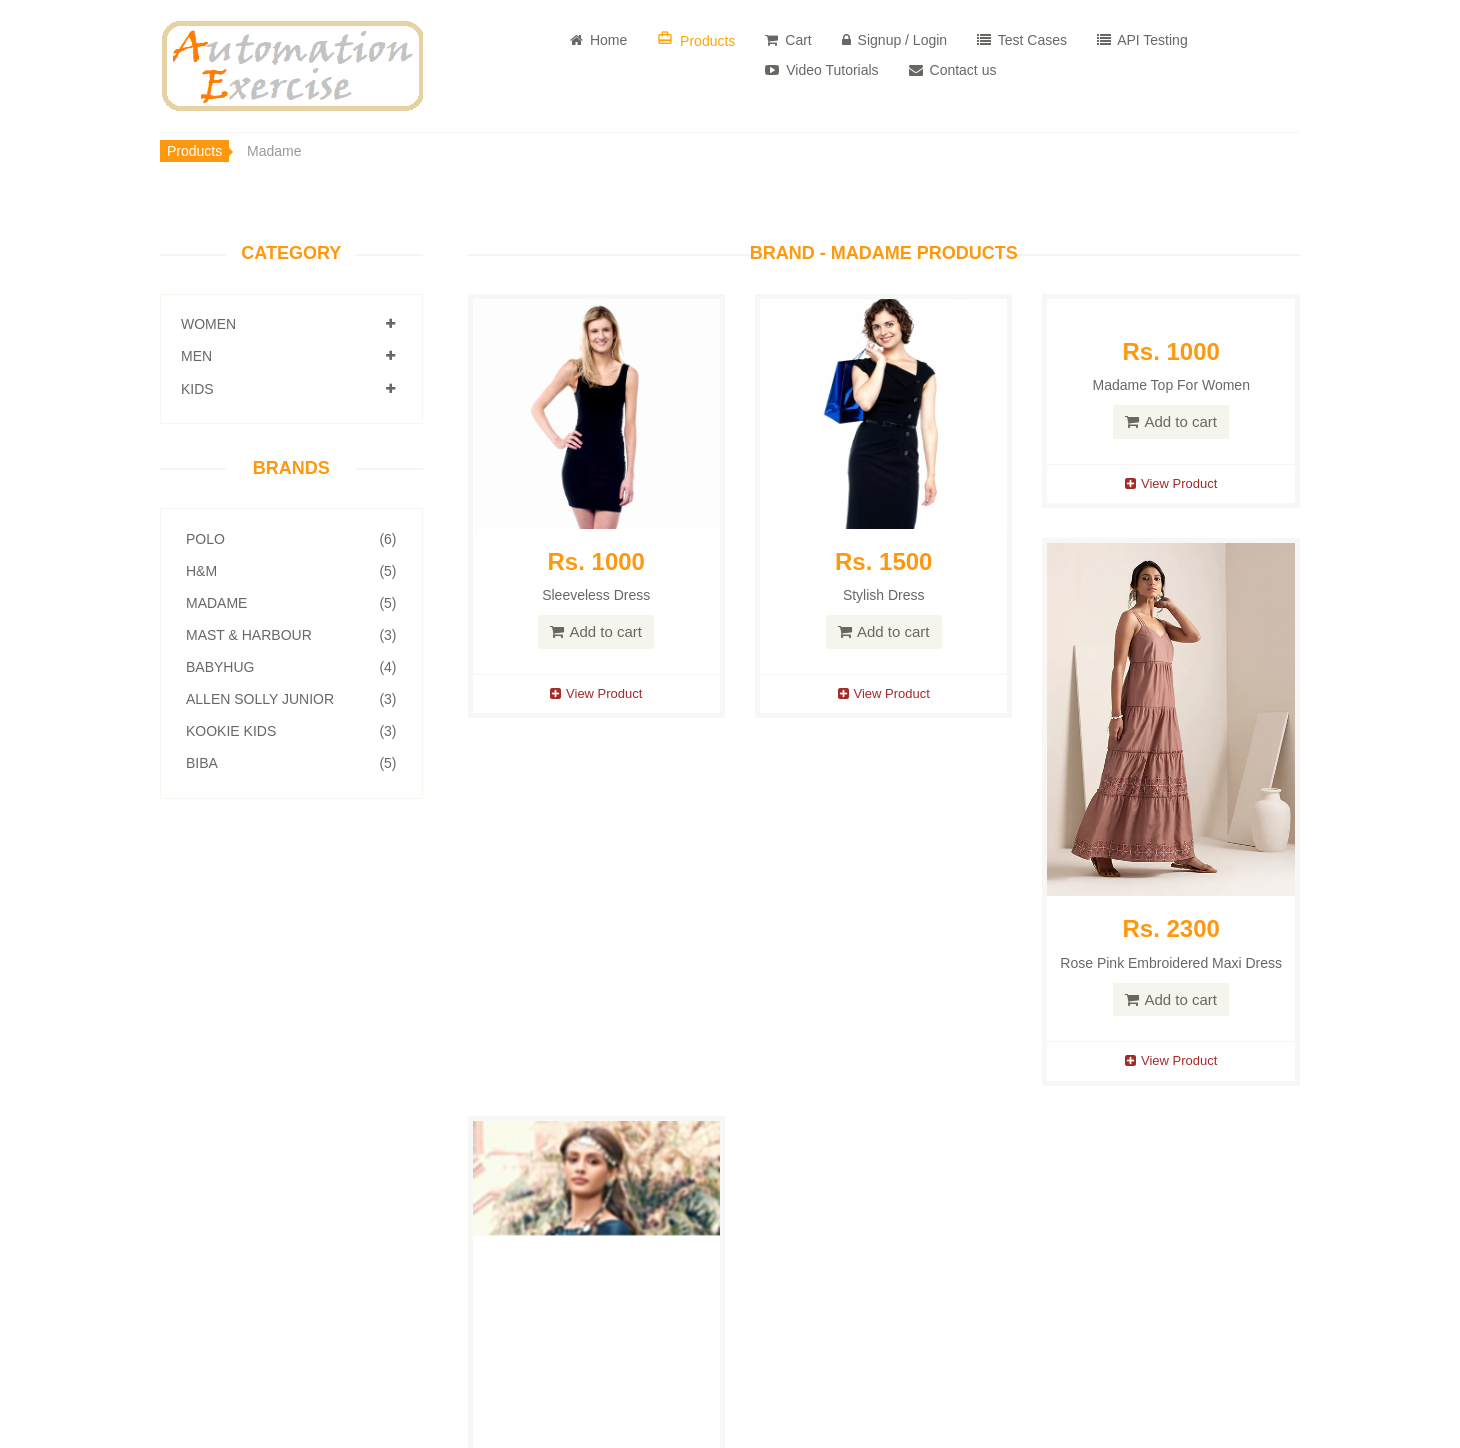 Automation
Exercise
Home
Products
Cart
Signup / Login
Test Cases
API Testing
Video Tutorials
Contact us
Products
Madame
CATEGORY
WOMEN
MEN
KIDS
BRANDS
POLO (6)
H&M (5)
MADAME (5)
MAST & HARBOUR (3)
BABYHUG (4)
ALLEN SOLLY JUNIOR (3)
KOOKIE KIDS (3)
BIBA (5)
BRAND - MADAME PRODUCTS
Rs. 1000
Sleeveless Dress
Add to cart
View Product
Rs. 1500
Stylish Dress
Add to cart
View Product
Rs. 1000
Madame Top For Women
Add to cart
View Product
Rs. 2300
Rose Pink Embroidered Maxi Dress
Add to cart
View Product